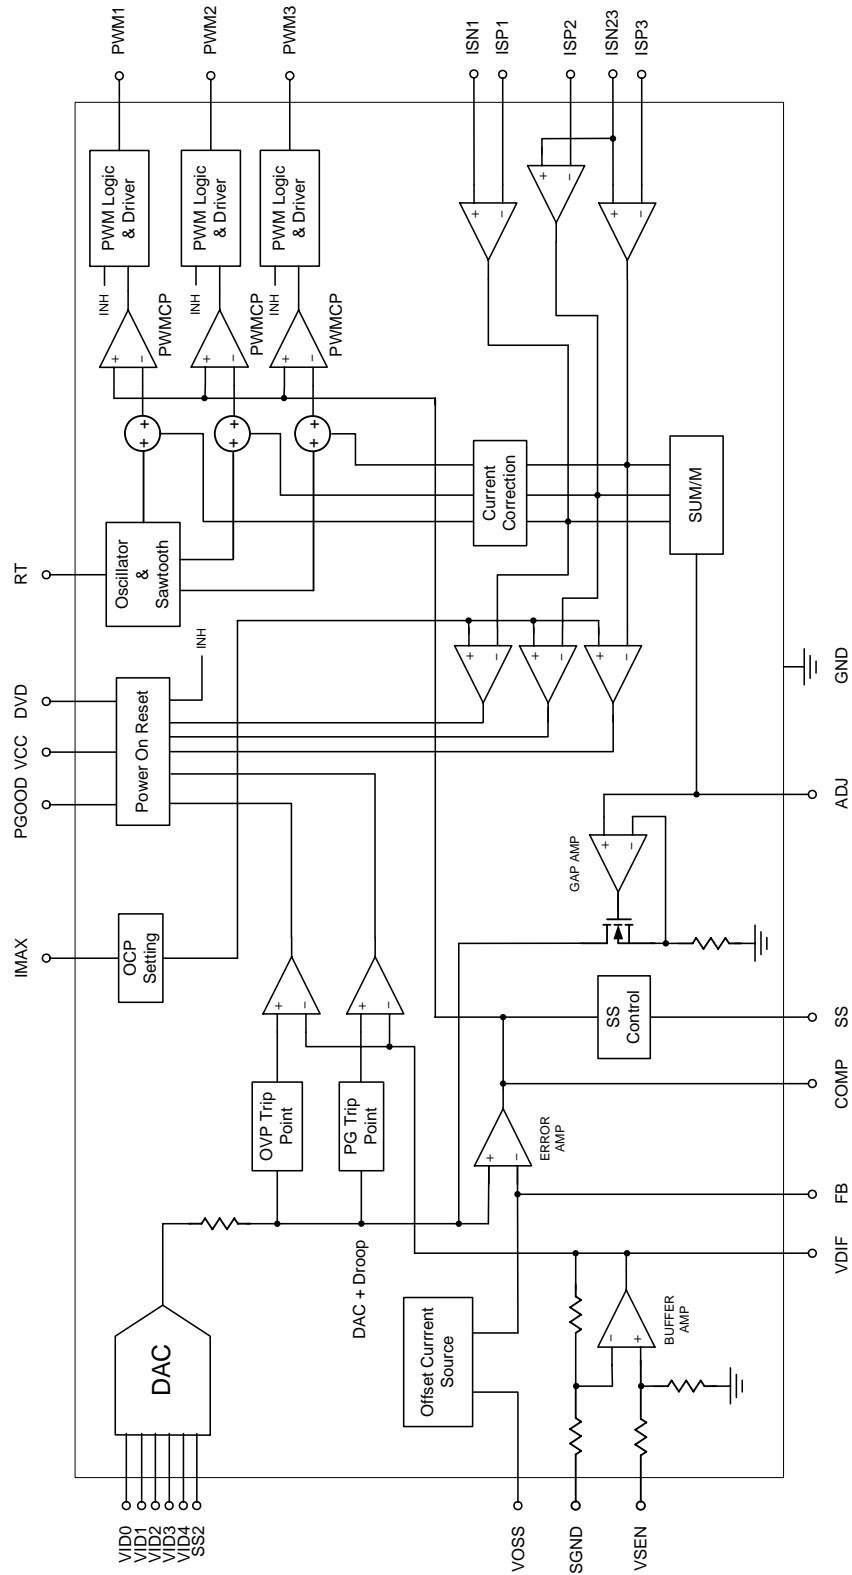 PWM1
PWM2
PWM3
ISN1
ISP1
ISP2
ISN23
ISP3
PWM Logic
& Driver
PWM Logic
& Driver
PWM Logic
& Driver
+
-
+
-
+
-
INH
INH
INH
+
-
PWMCP
+
-
PWMCP
+
-
PWMCP
+
+
+
+
+
+
Current
Correction
SUM/M
RT
Oscillator
&
Sawtooth
INH
+
-
+
-
+
-
DVD
VCC
PGOOD
Power On Reset
GND
ADJ
GAP AMP
+
-
IMAX
OCP
Setting
+
-
+
-
SS
Control
SS
COMP
OVP Trip
Point
PG Trip
Point
+
-
ERROR
AMP
FB
VDIF
DAC + Droop
DAC
Offset Currrent
Source
-
+
BUFFER
AMP
VID0
VID1
VID2
VID3
VID4
SS2
VOSS
SGND
VSEN